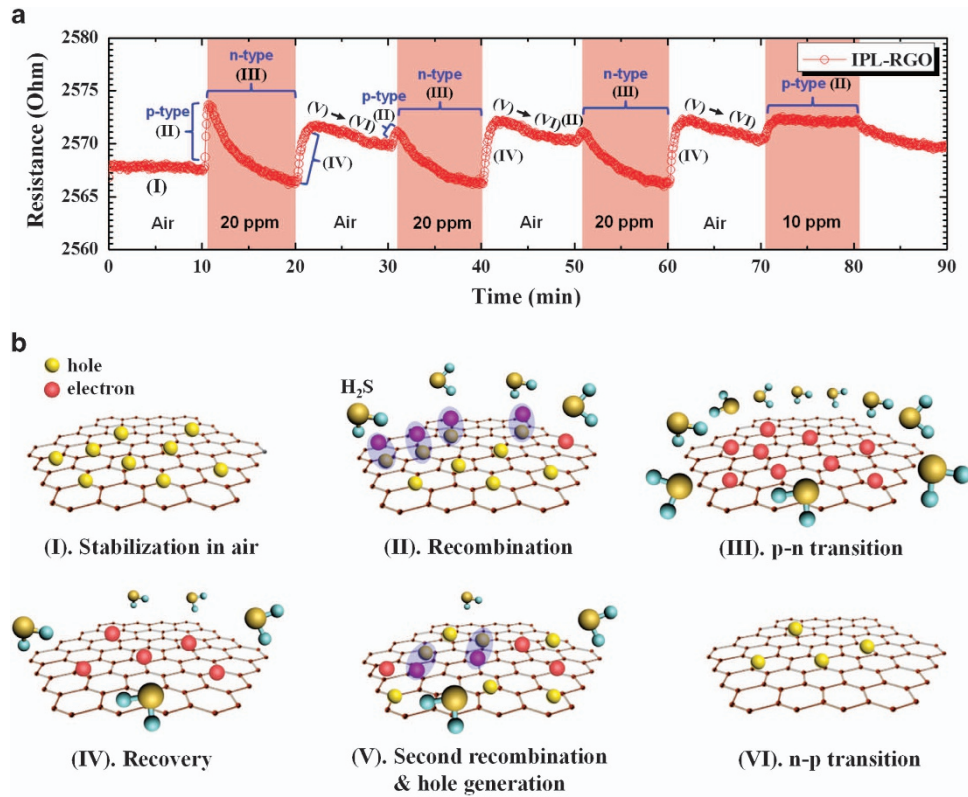 a
2580
2575
2570
2565
2560
Resistance (Ohm)
IPL-RGO
n-type
(III)
p-type
(II)
(I)
(V) (VI)
(IV)
p-type
(II)
n-type
(III)
(V) (VI) (II)
(IV)
n-type
(III)
(V) (VI)
(IV)
p-type (II)
Air 20 ppm Air 20 ppm Air 20 ppm Air 10 ppm
0 10 20 30 40 50 60 70 80 90
Time (min)
b
hole
electron
H₂S
(I). Stabilization in air
(II). Recombination
(III). p-n transition
(IV). Recovery
(V). Second recombination
& hole generation
(VI). n-p transition